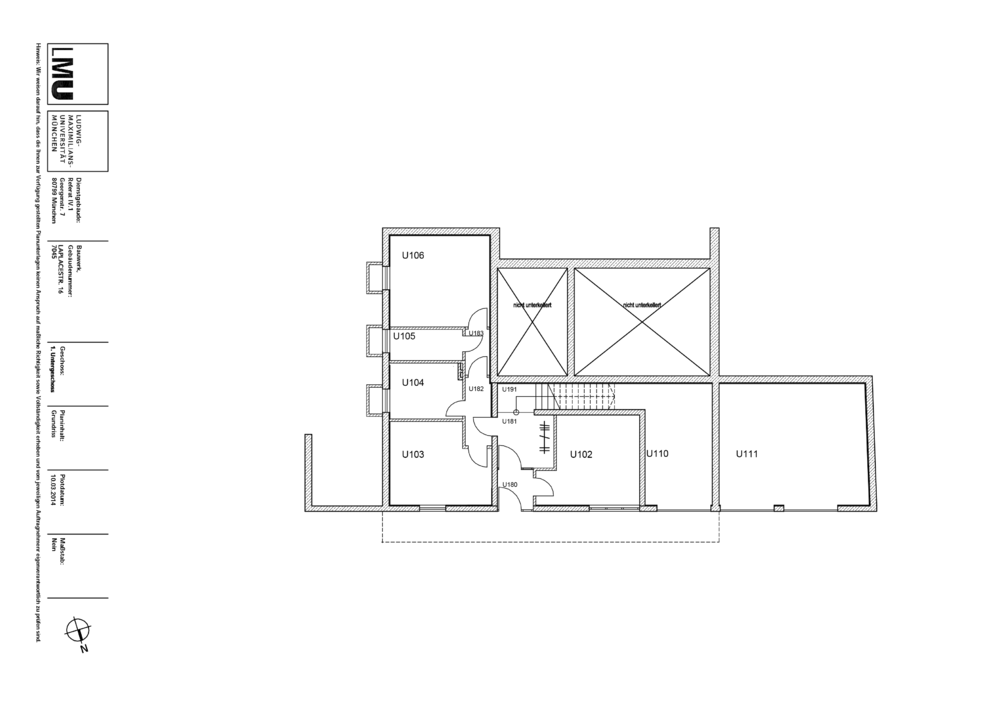 LMU
LUDWIG-
MAXIMILIANS-
UNIVERSITÄT
MÜNCHEN
Dienstgebäude:
Referat IV.1
Georgenstr. 7
80799 München
Bauwerk,
Gebäudenummer:
LAPLACESTR. 16
7045
Geschoss:
1. Untergeschoss
Planinhalt:
Grundriss
Plotdatum:
10.03.2014
Maßstab:
Nein
Hinweis: Wir weisen darauf hin, dass die Ihnen zur Verfügung gestellten Planunterlagen keinen Anspruch auf maßliche Richtigkeit sowie Vollständigkeit erheben und vom jeweiligen Auftragnehmer eigenverantwortlich zu prüfen sind.
N
U106
nicht unterkellert
nicht unterkellert
U105
U183
U104
U182
U191
U181
U103
U102
U110
U111
U180